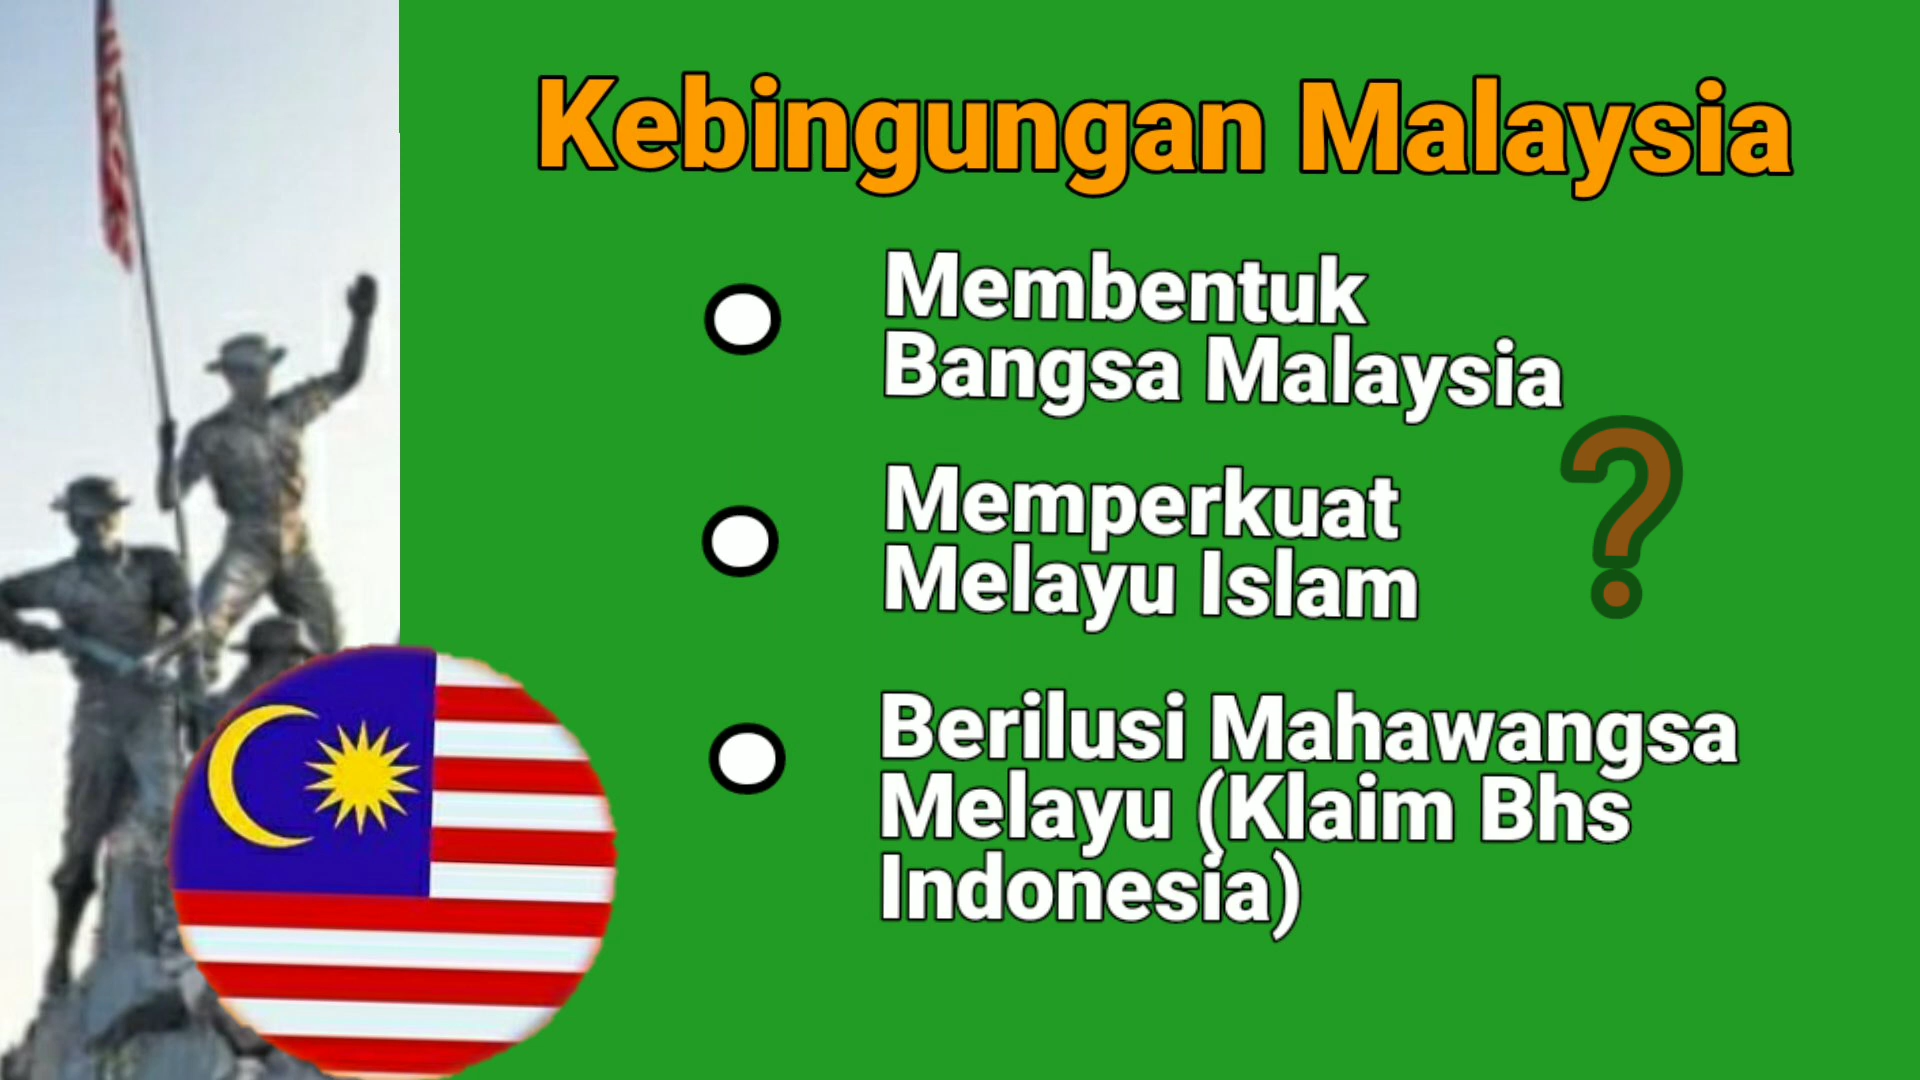 Kebingungan Malaysia
Membentuk
Bangsa Malaysia
Memperkuat
Melayu Islam
?
Berilusi Mahawangsa
Melayu (Klaim Bhs
Indonesia)